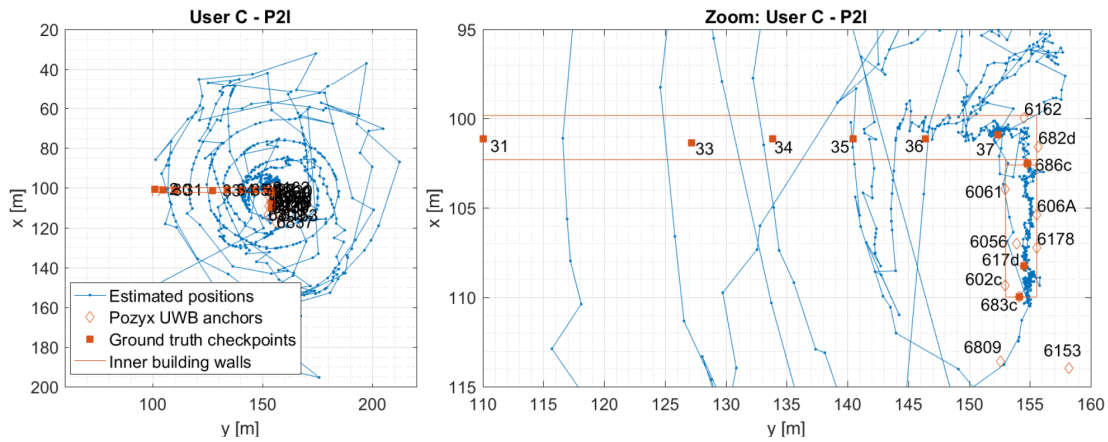 User C - P2I
20
40
60
80
100
120
140
160
180
200
x [m]
31
33
Estimated positions
Pozyx UWB anchors
Ground truth checkpoints
Inner building walls
100
150
200
y [m]
Zoom: User C - P2I
95
100
105
110
115
x [m]
31
33
34
35
36
37
6162
682d
686c
6061
606A
6056
6178
617d
602c
683c
6809
6153
110
115
120
125
130
135
140
145
150
155
160
y [m]